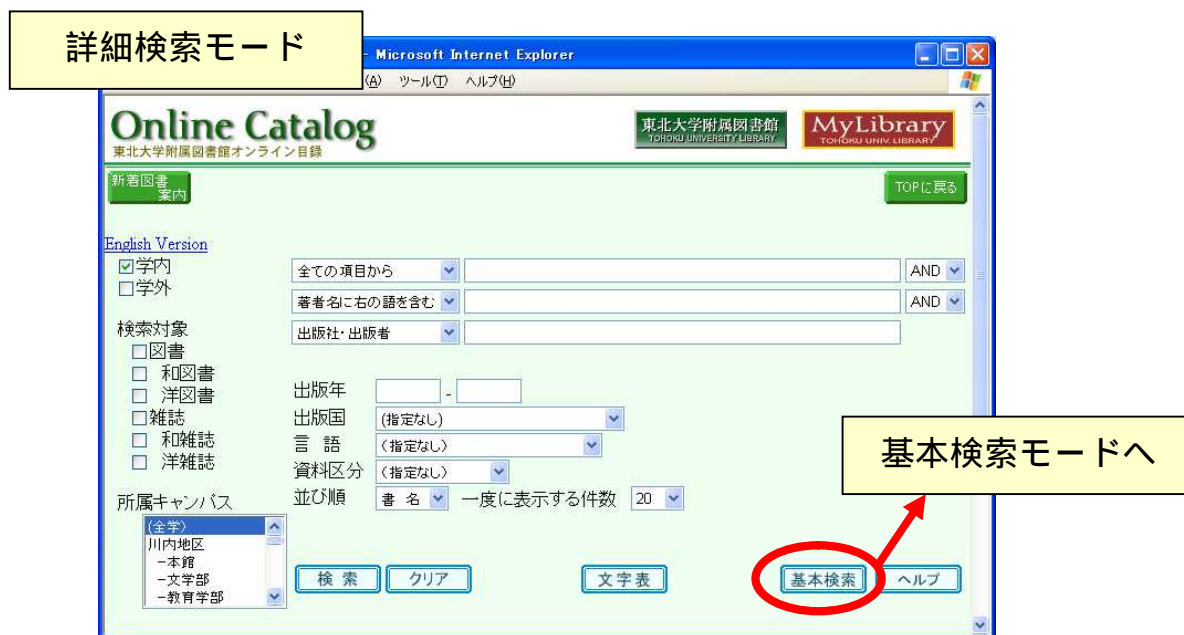 詳細検索モード
- Microsoft Internet Explorer
(A) ツール(T) ヘルプ(H)
Online Catalog
東北大学附属図書館オンライン目録
東北大学附属図書館
TOHOKU UNIVERSITY LIBRARY
MyLibrary
TOHOKU UNIV. LIBRARY
新着図書
案内
TOPに戻る
English Version
学内
学外
全ての項目から
AND
著者名に右の語を含む
AND
出版社・出版者
検索対象
図書
和図書
洋図書
雑誌
和雑誌
洋雑誌
出版年 -
出版国 (指定なし)
言 語 (指定なし)
資料区分 (指定なし)
並び順 書 名 一度に表示する件数 20
基本検索モードへ
所属キャンパス
(全学)
川内地区
-本館
-文学部
-教育学部
検 索
クリア
文字表
基本検索
ヘルプ